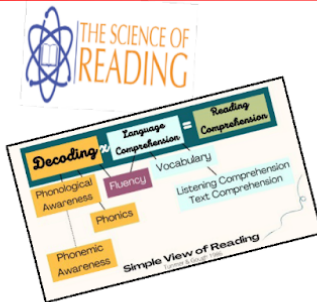 THE SCIENCE OF
READING
Decoding x Language Comprehension = Reading Comprehension
Phonological Awareness
Fluency
Vocabulary
Phonics
Listening Comprehension
Text Comprehension
Phonemic Awareness
Simple View of Reading